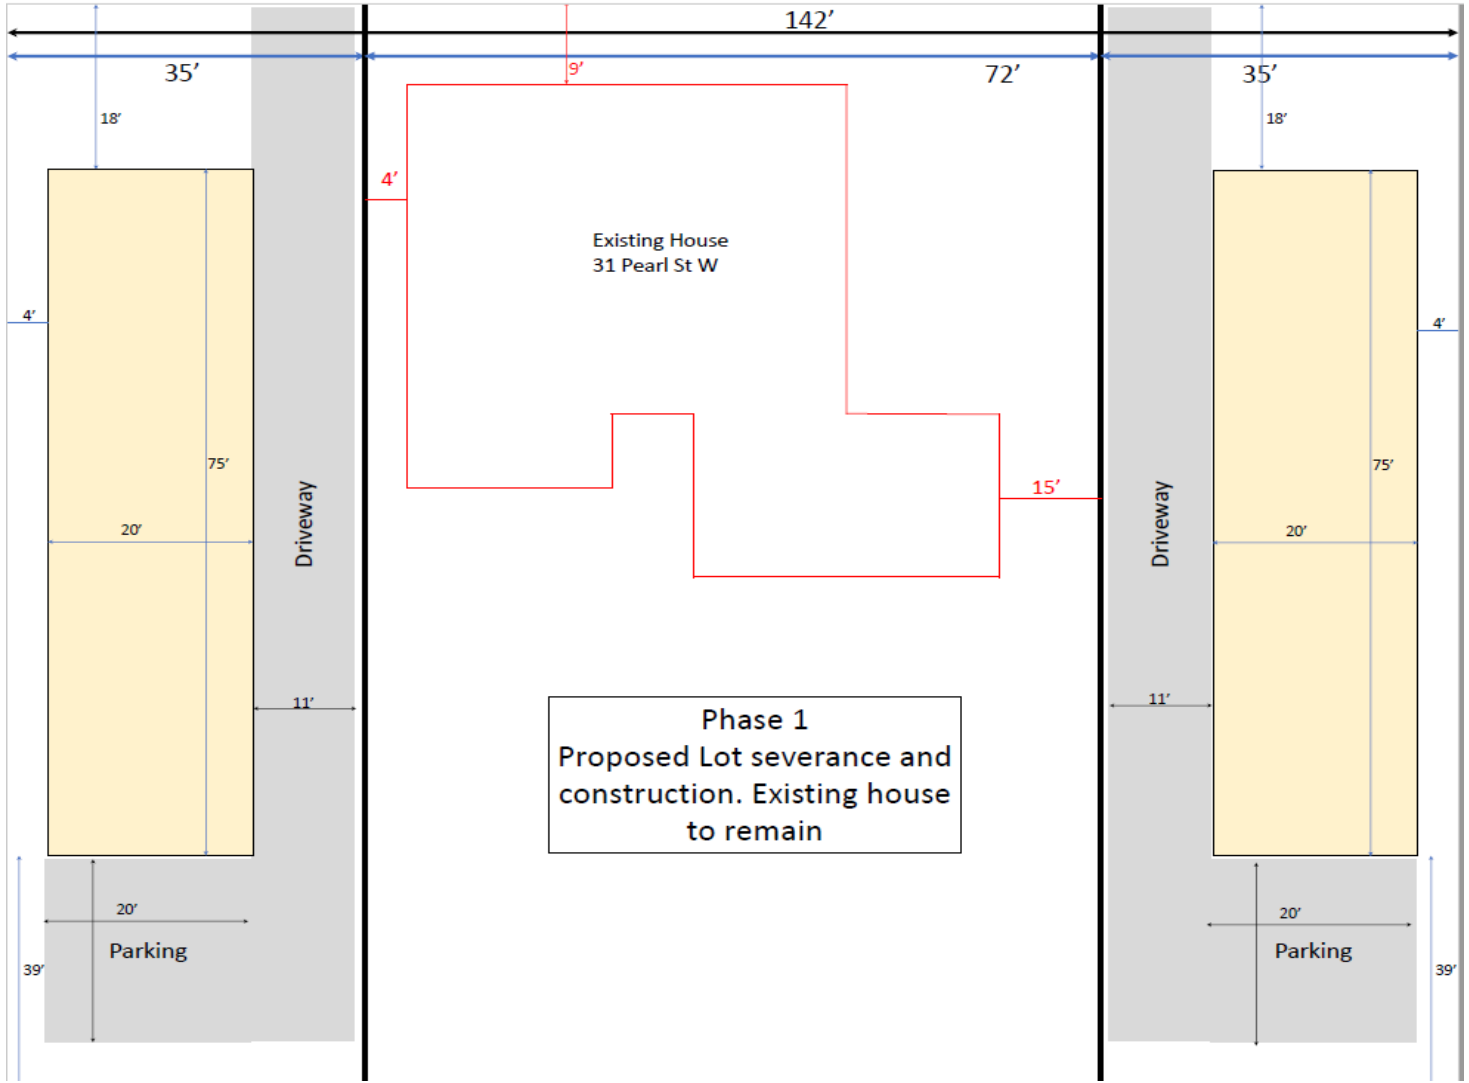 142’
35’
9’
72’
35’
18’
18’
4’
Existing House
31 Pearl St W
4’
4’
75’
75’
15’
Driveway
Driveway
20’
20’
11’
11’
Phase 1
Proposed Lot severance and
construction. Existing house
to remain
20’
20’
Parking
Parking
39’
39’